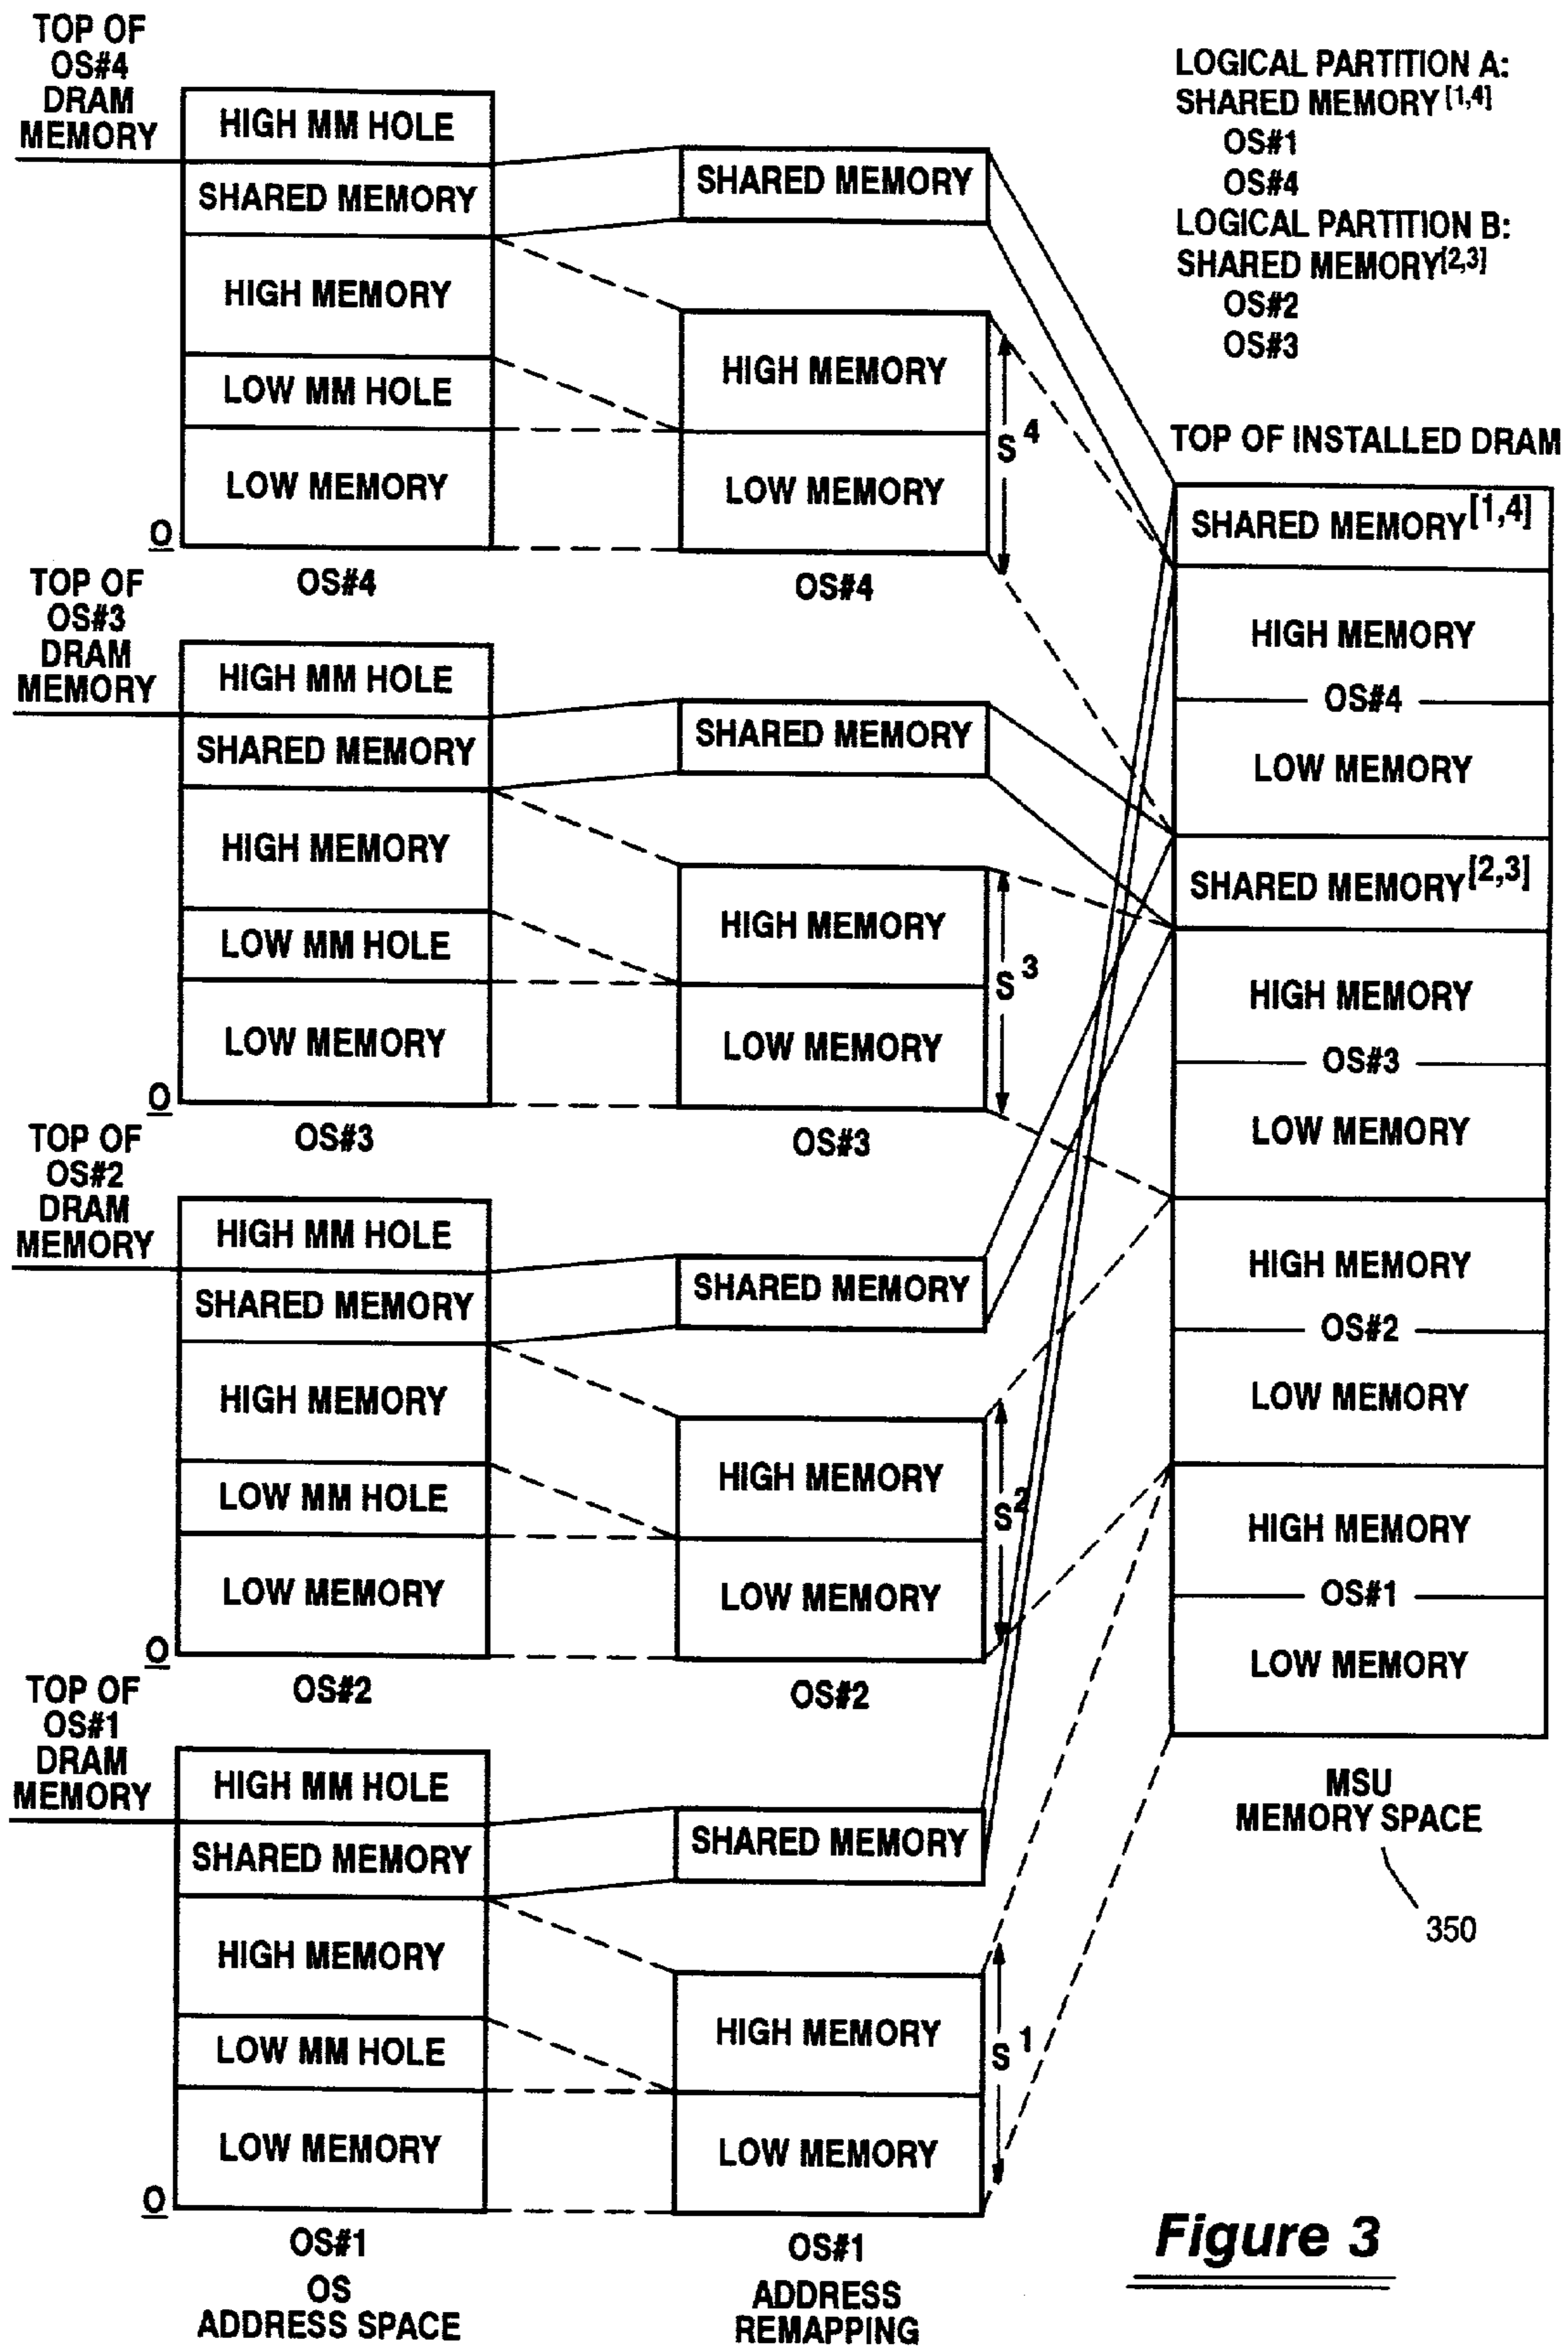 TOP OF
OS#4
DRAM
MEMORY
HIGH MM HOLE
SHARED MEMORY
HIGH MEMORY
LOW MM HOLE
LOW MEMORY
0
OS#4
SHARED MEMORY
HIGH MEMORY
LOW MEMORY
S 4
OS#4
TOP OF
OS#3
DRAM
MEMORY
HIGH MM HOLE
SHARED MEMORY
HIGH MEMORY
LOW MM HOLE
LOW MEMORY
0
OS#3
SHARED MEMORY
HIGH MEMORY
LOW MEMORY
S 3
OS#3
TOP OF
OS#2
DRAM
MEMORY
HIGH MM HOLE
SHARED MEMORY
HIGH MEMORY
LOW MM HOLE
LOW MEMORY
0
OS#2
SHARED MEMORY
HIGH MEMORY
LOW MEMORY
S 2
OS#2
TOP OF
OS#1
DRAM
MEMORY
HIGH MM HOLE
SHARED MEMORY
HIGH MEMORY
LOW MM HOLE
LOW MEMORY
0
OS#1
OS
ADDRESS SPACE
SHARED MEMORY
HIGH MEMORY
LOW MEMORY
S 1
OS#1
ADDRESS
REMAPPING
LOGICAL PARTITION A:
SHARED MEMORY [1,4]
OS#1
OS#4
LOGICAL PARTITION B:
SHARED MEMORY[2,3]
OS#2
OS#3
TOP OF INSTALLED DRAM
SHARED MEMORY[1,4]
HIGH MEMORY
OS#4
LOW MEMORY
SHARED MEMORY[2,3]
HIGH MEMORY
OS#3
LOW MEMORY
HIGH MEMORY
OS#2
LOW MEMORY
HIGH MEMORY
OS#1
LOW MEMORY
MSU
MEMORY SPACE
350
Figure 3